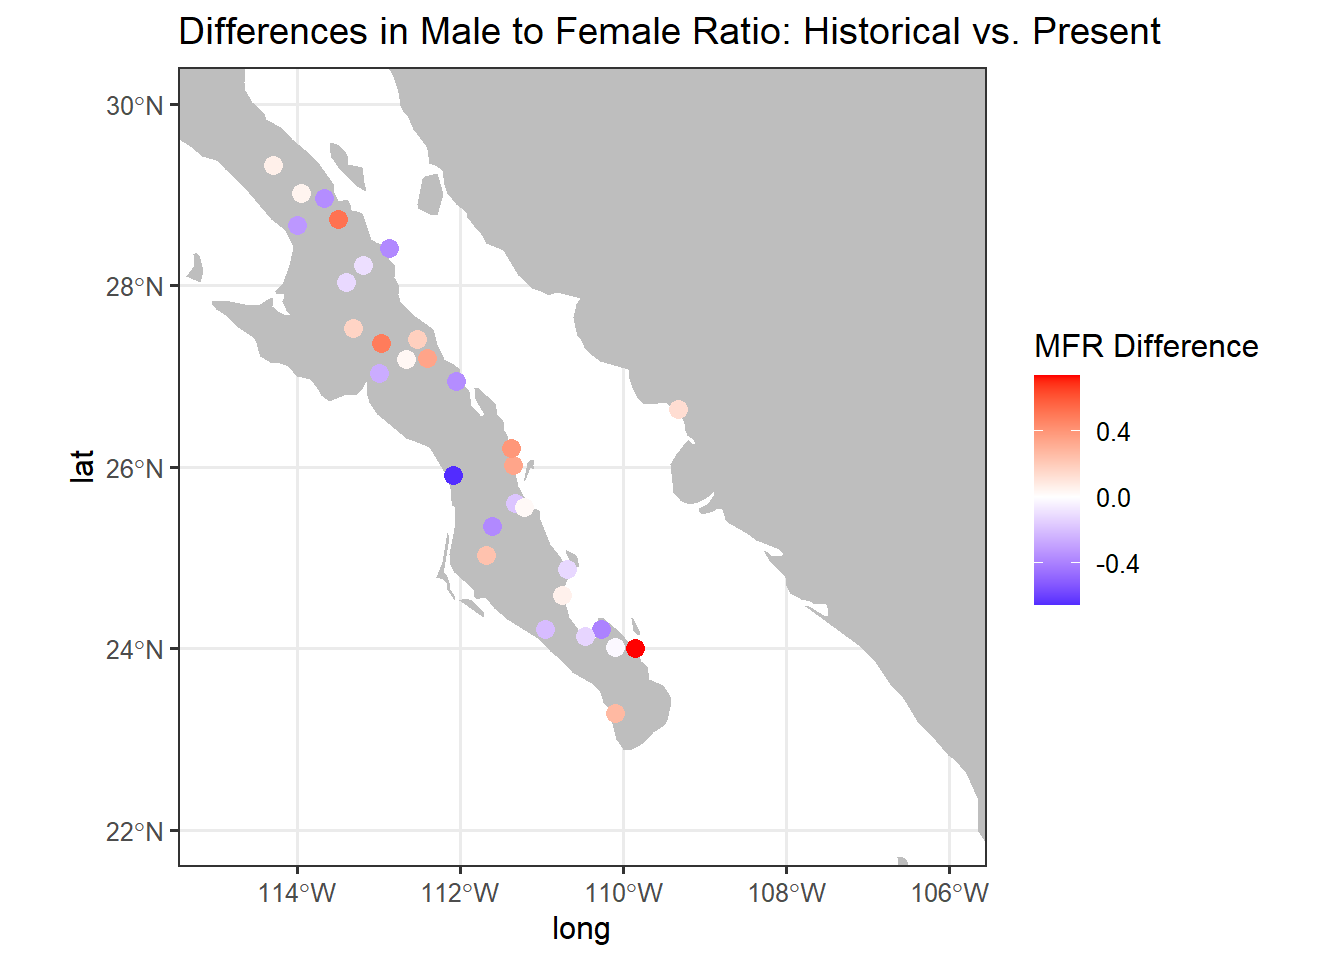 Differences in Male to Female Ratio: Historical vs. Present
30°N
28°N
26°N
24°N
22°N
lat
114°W 112°W 110°W 108°W 106°W
long
MFR Difference
0.4
0.0
-0.4